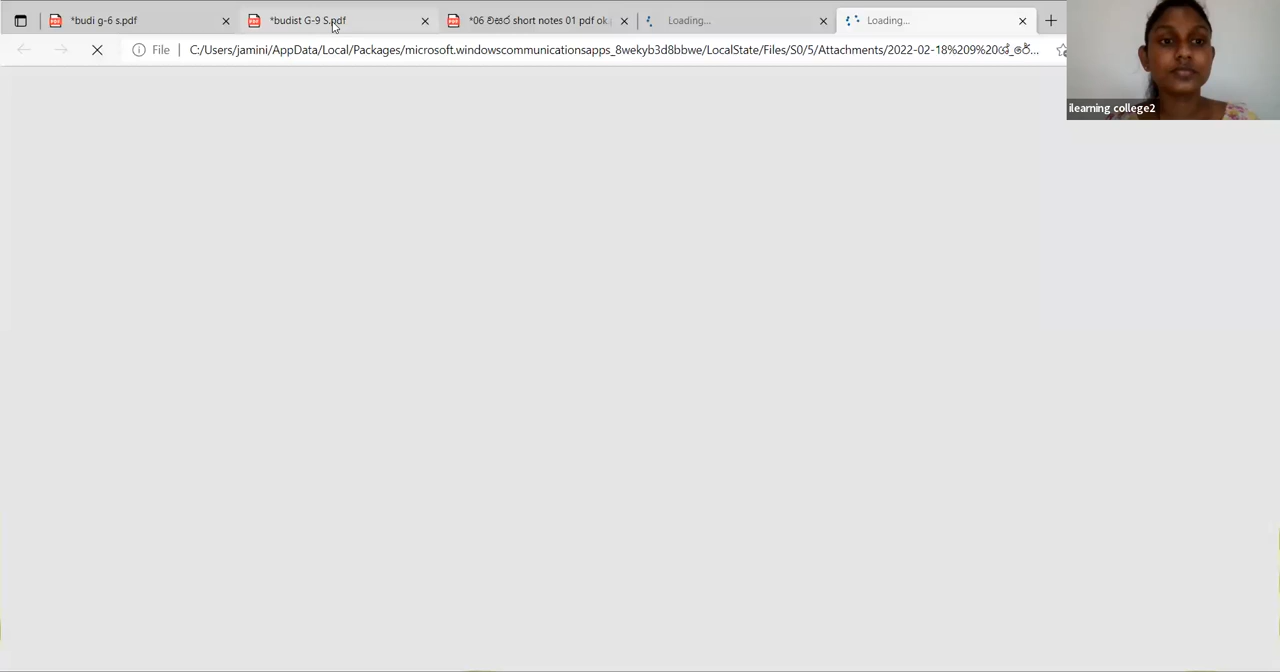 *budi g-6 s.pdf
*budist G-9 S.pdf
*06 විසර short notes 01 pdf ok.
Loading...
Loading...
File
C:/Users/jamini/AppData/Local/Packages/microsoft.windowscommunicationsapps_8wekyb3d8bbwe/LocalState/Files/S0/5/Attachments/2022-02-18%209%20
ilearning college2